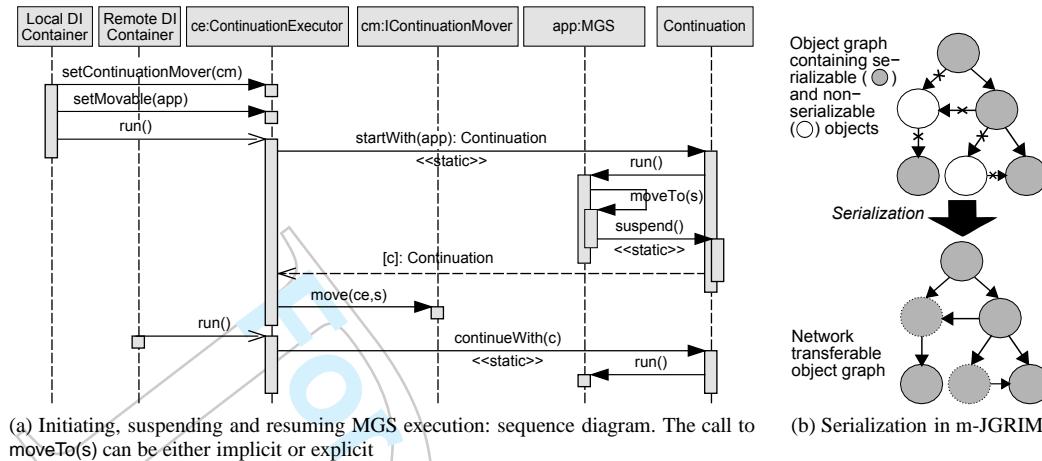 Local DI
Container
Remote DI
Container
ce:ContinuationExecutor
cm:IContinuationMover
app:MGS
Continuation
setContinuationMover(cm)
setMovable(app)
run()
startWith(app): Continuation
<<static>>
run()
moveTo(s)
suspend()
<<static>>
[c]: Continuation
move(ce,s)
run()
continueWith(c)
<<static>>
run()
For
(a) Initiating, suspending and resuming MGS execution: sequence diagram. The call to
moveTo(s) can be either implicit or explicit
Object graph
containing se-
rializable ( )
and non-
serializable
( ) objects
Serialization
Network
transferable
object graph
(b) Serialization in m-JGRIM